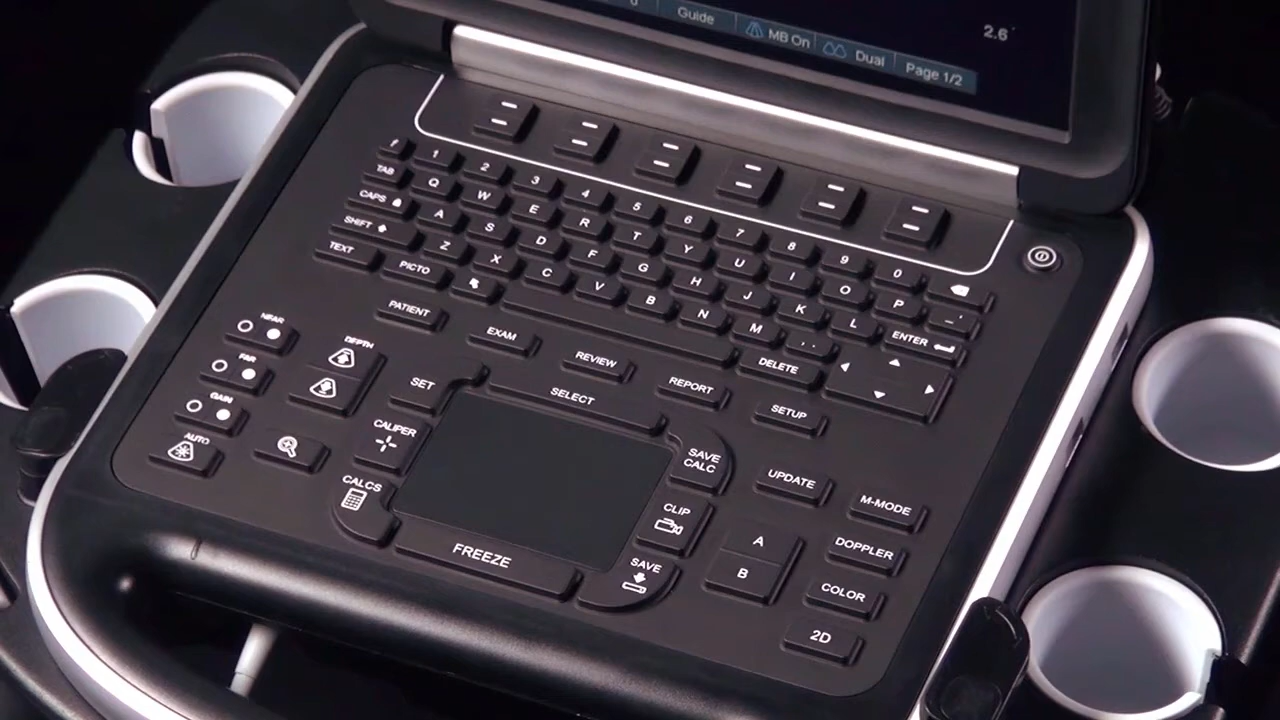 Guide MB On Dual Page 1/2
2.6
/ 1 2 3 4 5 6 7 8 9 0
TAB Q W E R T Y U I O P
CAPS A S D F G H J K L ENTER
SHIFT Z X C V B N M , .
TEXT PICTO DELETE
PATIENT EXAM REVIEW REPORT SETUP
NEAR
FAR
GAIN
AUTO
DEPTH
SET SELECT
CALIPER
CALCS
FREEZE
SAVE
CALC
CLIP
SAVE
UPDATE M-MODE
A DOPPLER
B COLOR
2D